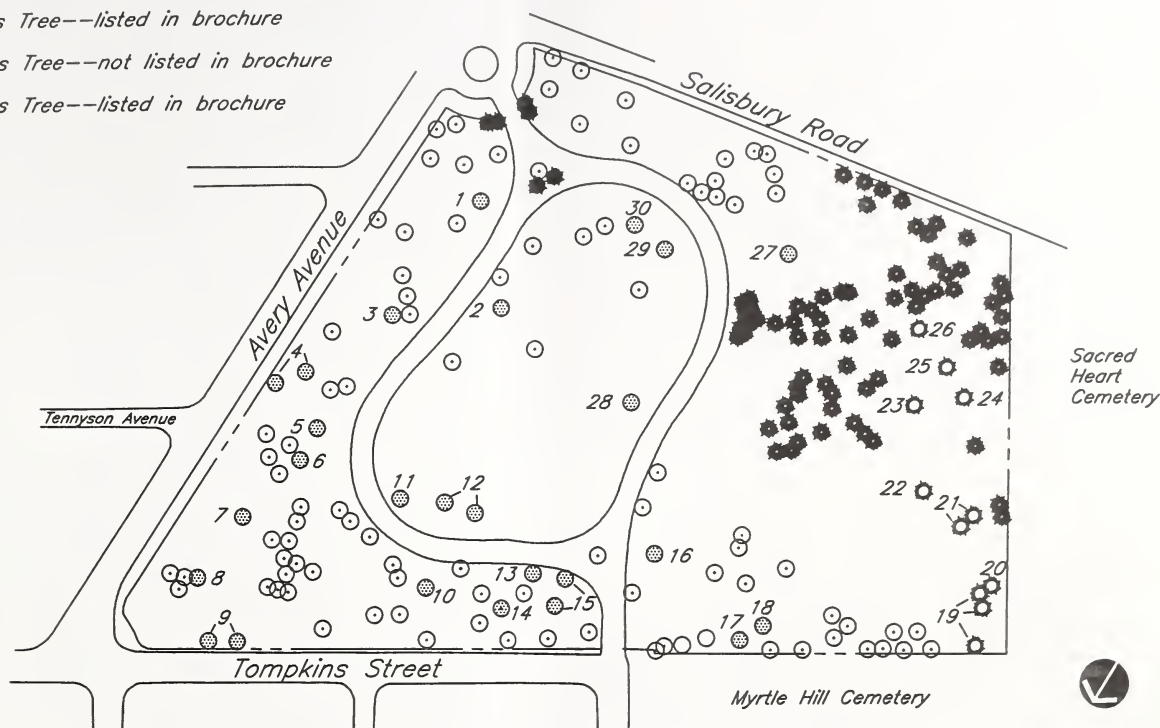 s Tree--listed in brochure
s Tree--not listed in brochure
s Tree--listed in brochure
Salisbury Road
Avery Avenue
Tennyson Avenue
Tompkins Street
Sacred
Heart
Cemetery
Myrtle Hill Cemetery
1
2
3
4
5
6
7
8
9
10
11
12
13
14
15
16
17
18
19
20
21
22
23
24
25
26
27
28
29
30